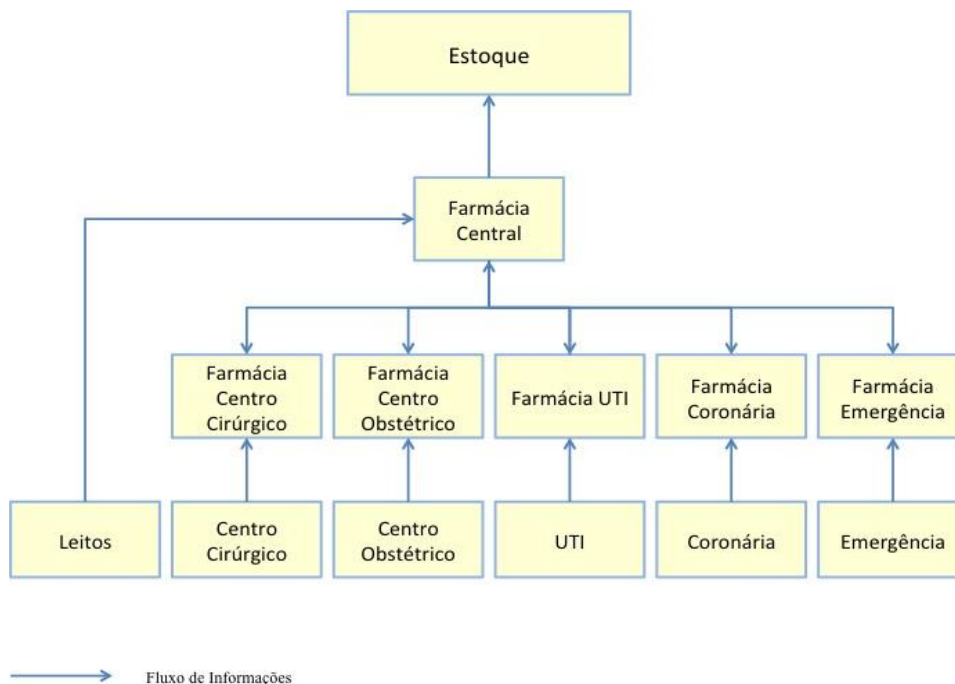 Estoque
Farmácia
Central
Farmácia
Centro
Cirúrgico
Farmácia
Centro
Obstétrico
Farmácia UTI
Farmácia
Coronária
Farmácia
Emergência
Leitos
Centro
Cirúrgico
Centro
Obstétrico
UTI
Coronária
Emergência
Fluxo de Informações